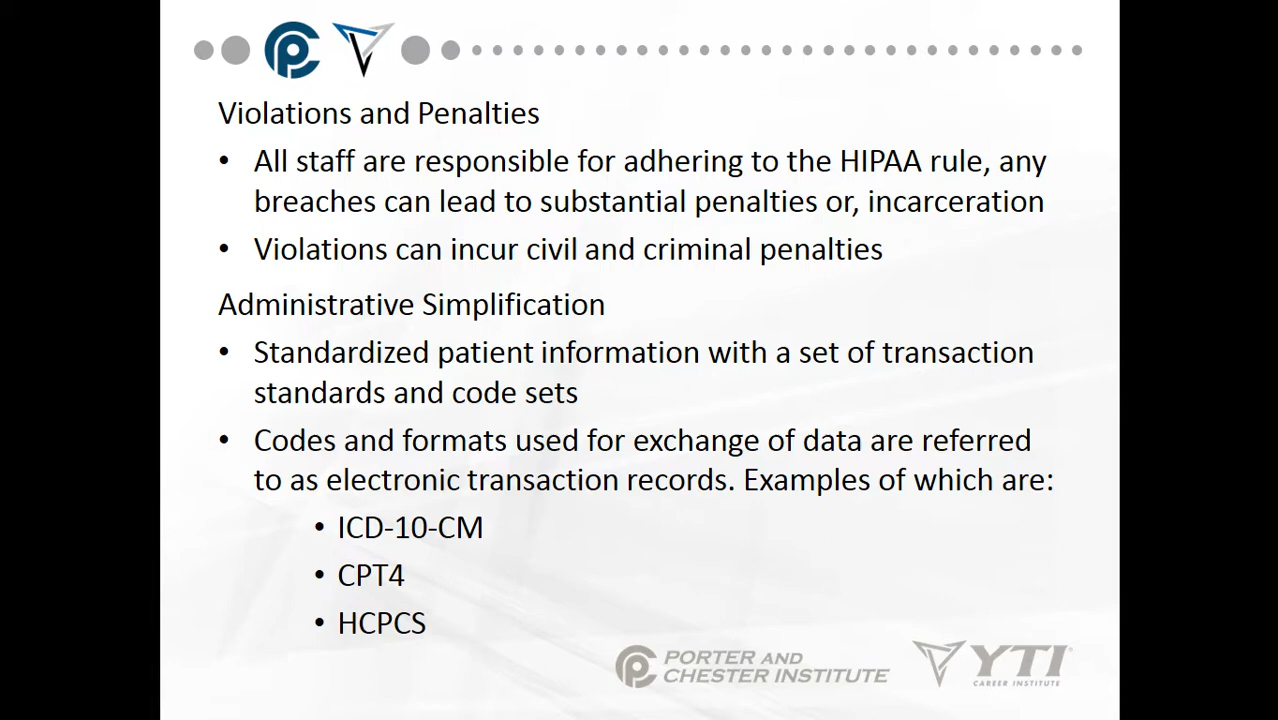 Violations and Penalties
• All staff are responsible for adhering to the HIPAA rule, any
breaches can lead to substantial penalties or, incarceration
• Violations can incur civil and criminal penalties
Administrative Simplification
• Standardized patient information with a set of transaction
standards and code sets
• Codes and formats used for exchange of data are referred
to as electronic transaction records. Examples of which are:
• ICD-10-CM
• CPT4
• HCPCS
PORTER AND
CHESTER INSTITUTE
YTI
CAREER INSTITUTE